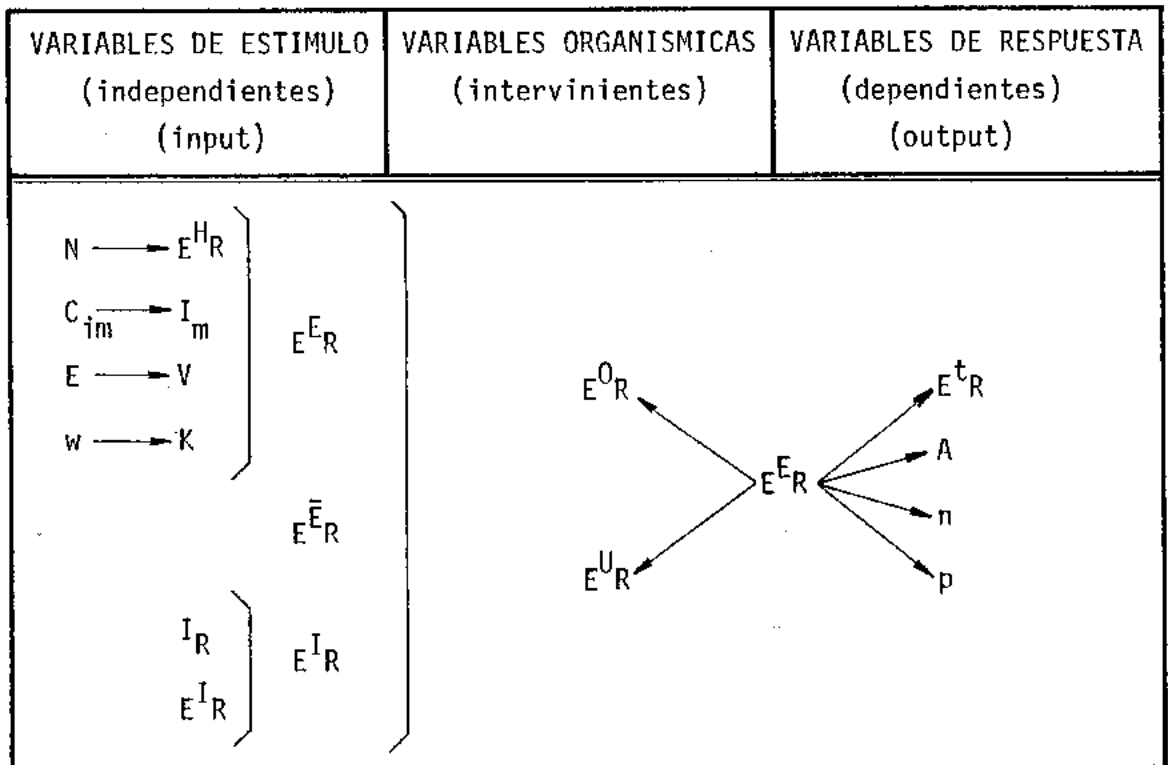 VARIABLES DE ESTIMULO
(independientes)
(input)
VARIABLES ORGANISMICAS
(intervinientes)
VARIABLES DE RESPUESTA
(dependientes)
(output)
N → EHR
Cim → Im
E → V
w → K
EER
EĒR
IR
EIR
EIR
EOR
EUR
EER
EtR
A
n
p